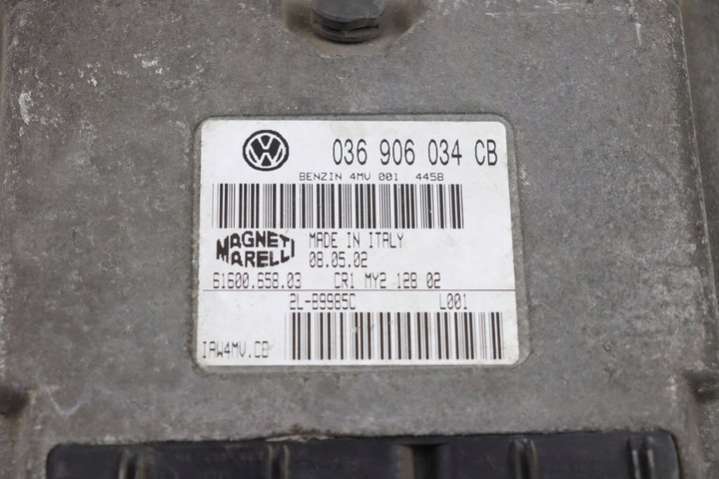 036 906 034 CB
BENZIN 4MV 001 4458
MAGNETI MARELLI
MADE IN ITALY
08.05.02
61600.658.03 CR1 MY2 128 02
2L-B9985C L001
IAW4MV.CB